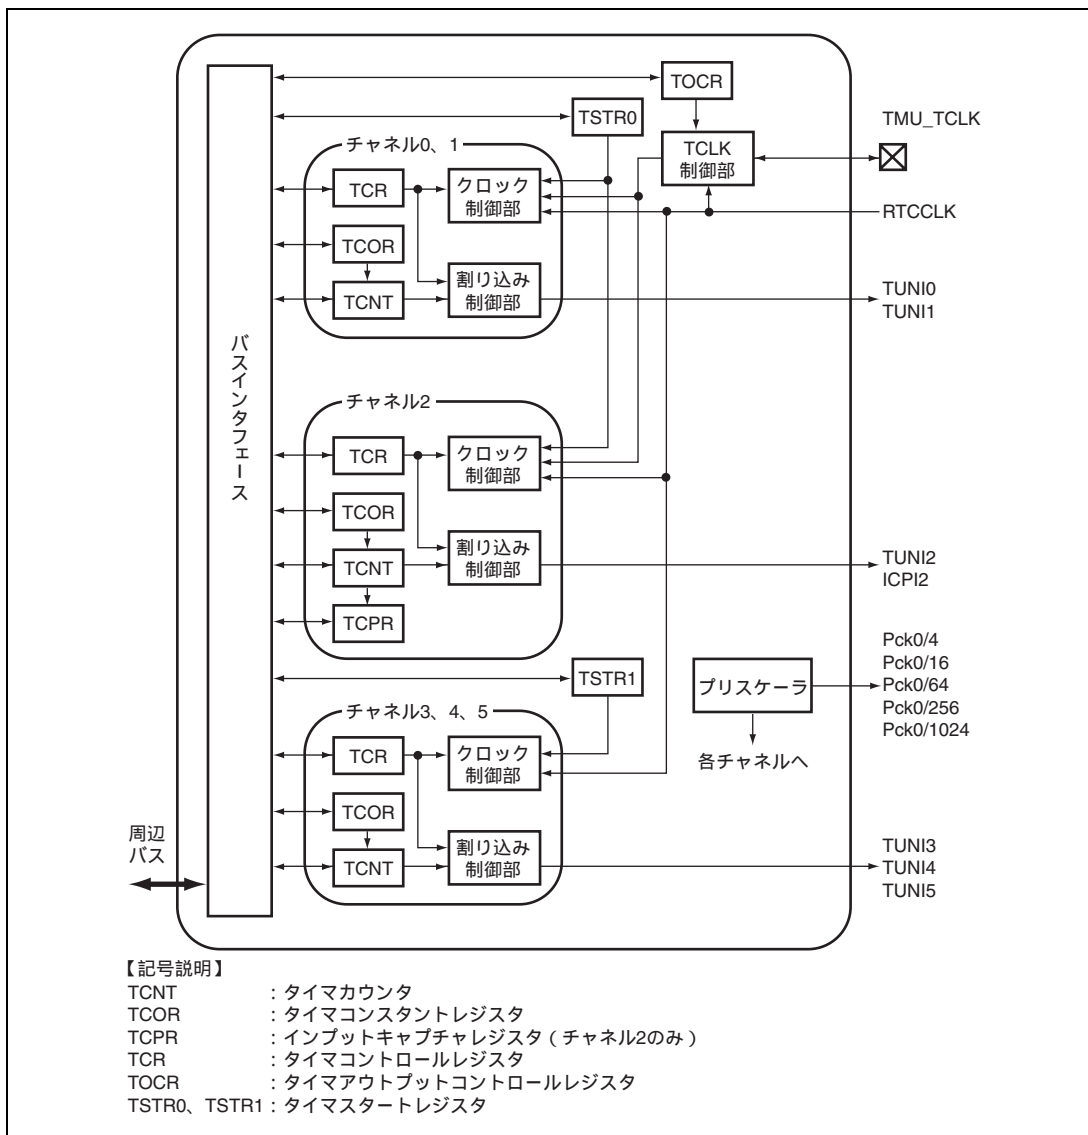 TOCR
TSTR0
TMU_TCLK
TCLK
制御部
RTCCLK
チャネル0、1
TCR
クロック
制御部
TCOR
TCNT
割り込み
制御部
TUNI0
TUNI1
バスインタフェース
チャネル2
TCR
クロック
制御部
TCOR
TCNT
割り込み
制御部
TCPR
TUNI2
ICPI2
TSTR1
プリスケーラ
各チャネルへ
Pck0/4
Pck0/16
Pck0/64
Pck0/256
Pck0/1024
チャネル3、4、5
TCR
クロック
制御部
TCOR
TCNT
割り込み
制御部
TUNI3
TUNI4
TUNI5
周辺
バス
【記号説明】
TCNT : タイマカウンタ
TCOR : タイマコンスタントレジスタ
TCPR : インプットキャプチャレジスタ（チャネル2のみ）
TCR : タイマコントロールレジスタ
TOCR : タイマアウトプットコントロールレジスタ
TSTR0、TSTR1 : タイマスタートレジスタ